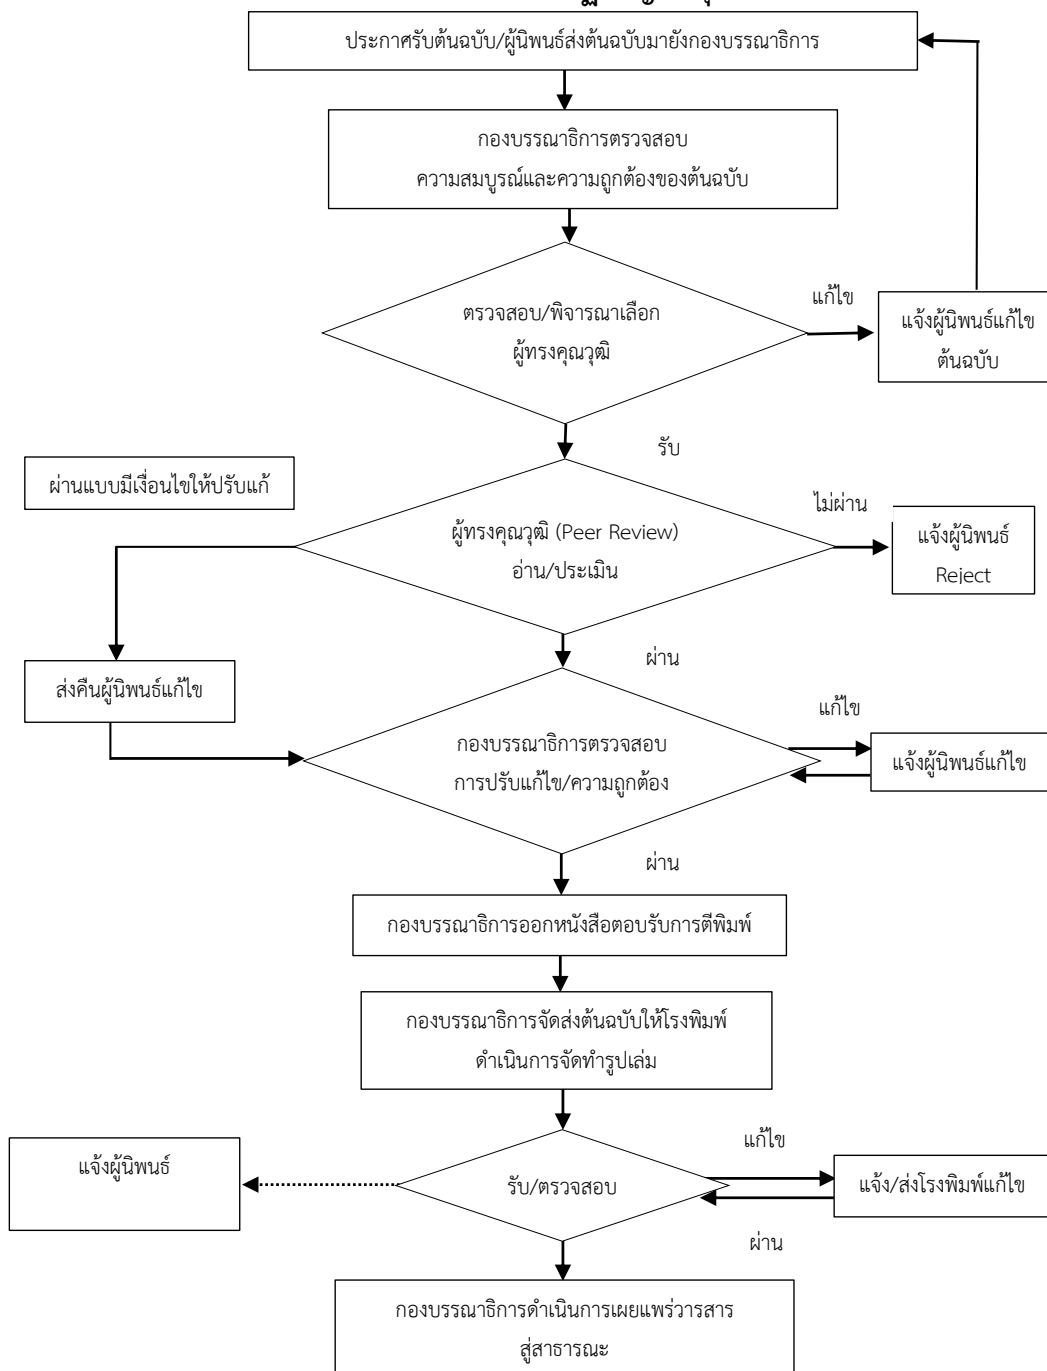 ประกาศรับต้นฉบับ/ผู้นิพนธ์ส่งต้นฉบับมายังกองบรรณาธิการ
กองบรรณาธิการตรวจสอบ
ความสมบูรณ์และความถูกต้องของต้นฉบับ
ตรวจสอบ/พิจารณาเลือก
ผู้ทรงคุณวุฒิ
แก้ไข
แจ้งผู้นิพนธ์แก้ไข
ต้นฉบับ
รับ
ผ่านแบบมีเงื่อนไขให้ปรับแก้
ผู้ทรงคุณวุฒิ (Peer Review)
อ่าน/ประเมิน
ไม่ผ่าน
แจ้งผู้นิพนธ์
Reject
ผ่าน
ส่งคืนผู้นิพนธ์แก้ไข
กองบรรณาธิการตรวจสอบ
การปรับแก้ไข/ความถูกต้อง
แก้ไข
แจ้งผู้นิพนธ์แก้ไข
ผ่าน
กองบรรณาธิการออกหนังสือตอบรับการตีพิมพ์
กองบรรณาธิการจัดส่งต้นฉบับให้โรงพิมพ์
ดำเนินการจัดทำรูปเล่ม
แจ้งผู้นิพนธ์
รับ/ตรวจสอบ
แก้ไข
แจ้ง/ส่งโรงพิมพ์แก้ไข
ผ่าน
กองบรรณาธิการดำเนินการเผยแพร่วารสาร
สู่สาธารณะ